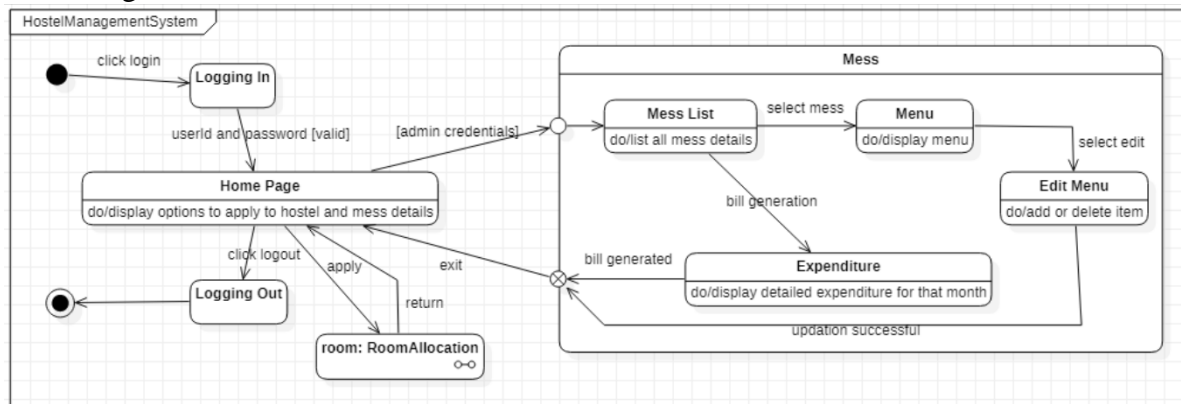 HostelManagementSystem
click login
Logging In
userId and password [valid]
[admin credentials]
Home Page
do/display options to apply to hostel and mess details
click logout
apply
exit
return
Logging Out
room: RoomAllocation
Mess
Mess List
do/list all mess details
select mess
Menu
do/display menu
select edit
Edit Menu
do/add or delete item
bill generation
bill generated
Expenditure
do/display detailed expenditure for that month
updation successful